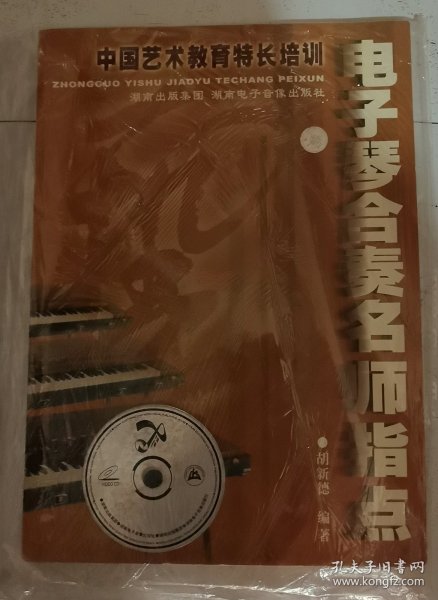 中国艺术教育特长培训
ZHONGGUO YISHU JIAOYU TECHANG PEIXUN
湖南出版集团 湖南电子音像出版社
电子琴合奏名师指点
胡新德 编著
VIDEO CD
孔夫子旧书网
www.kongfz.com